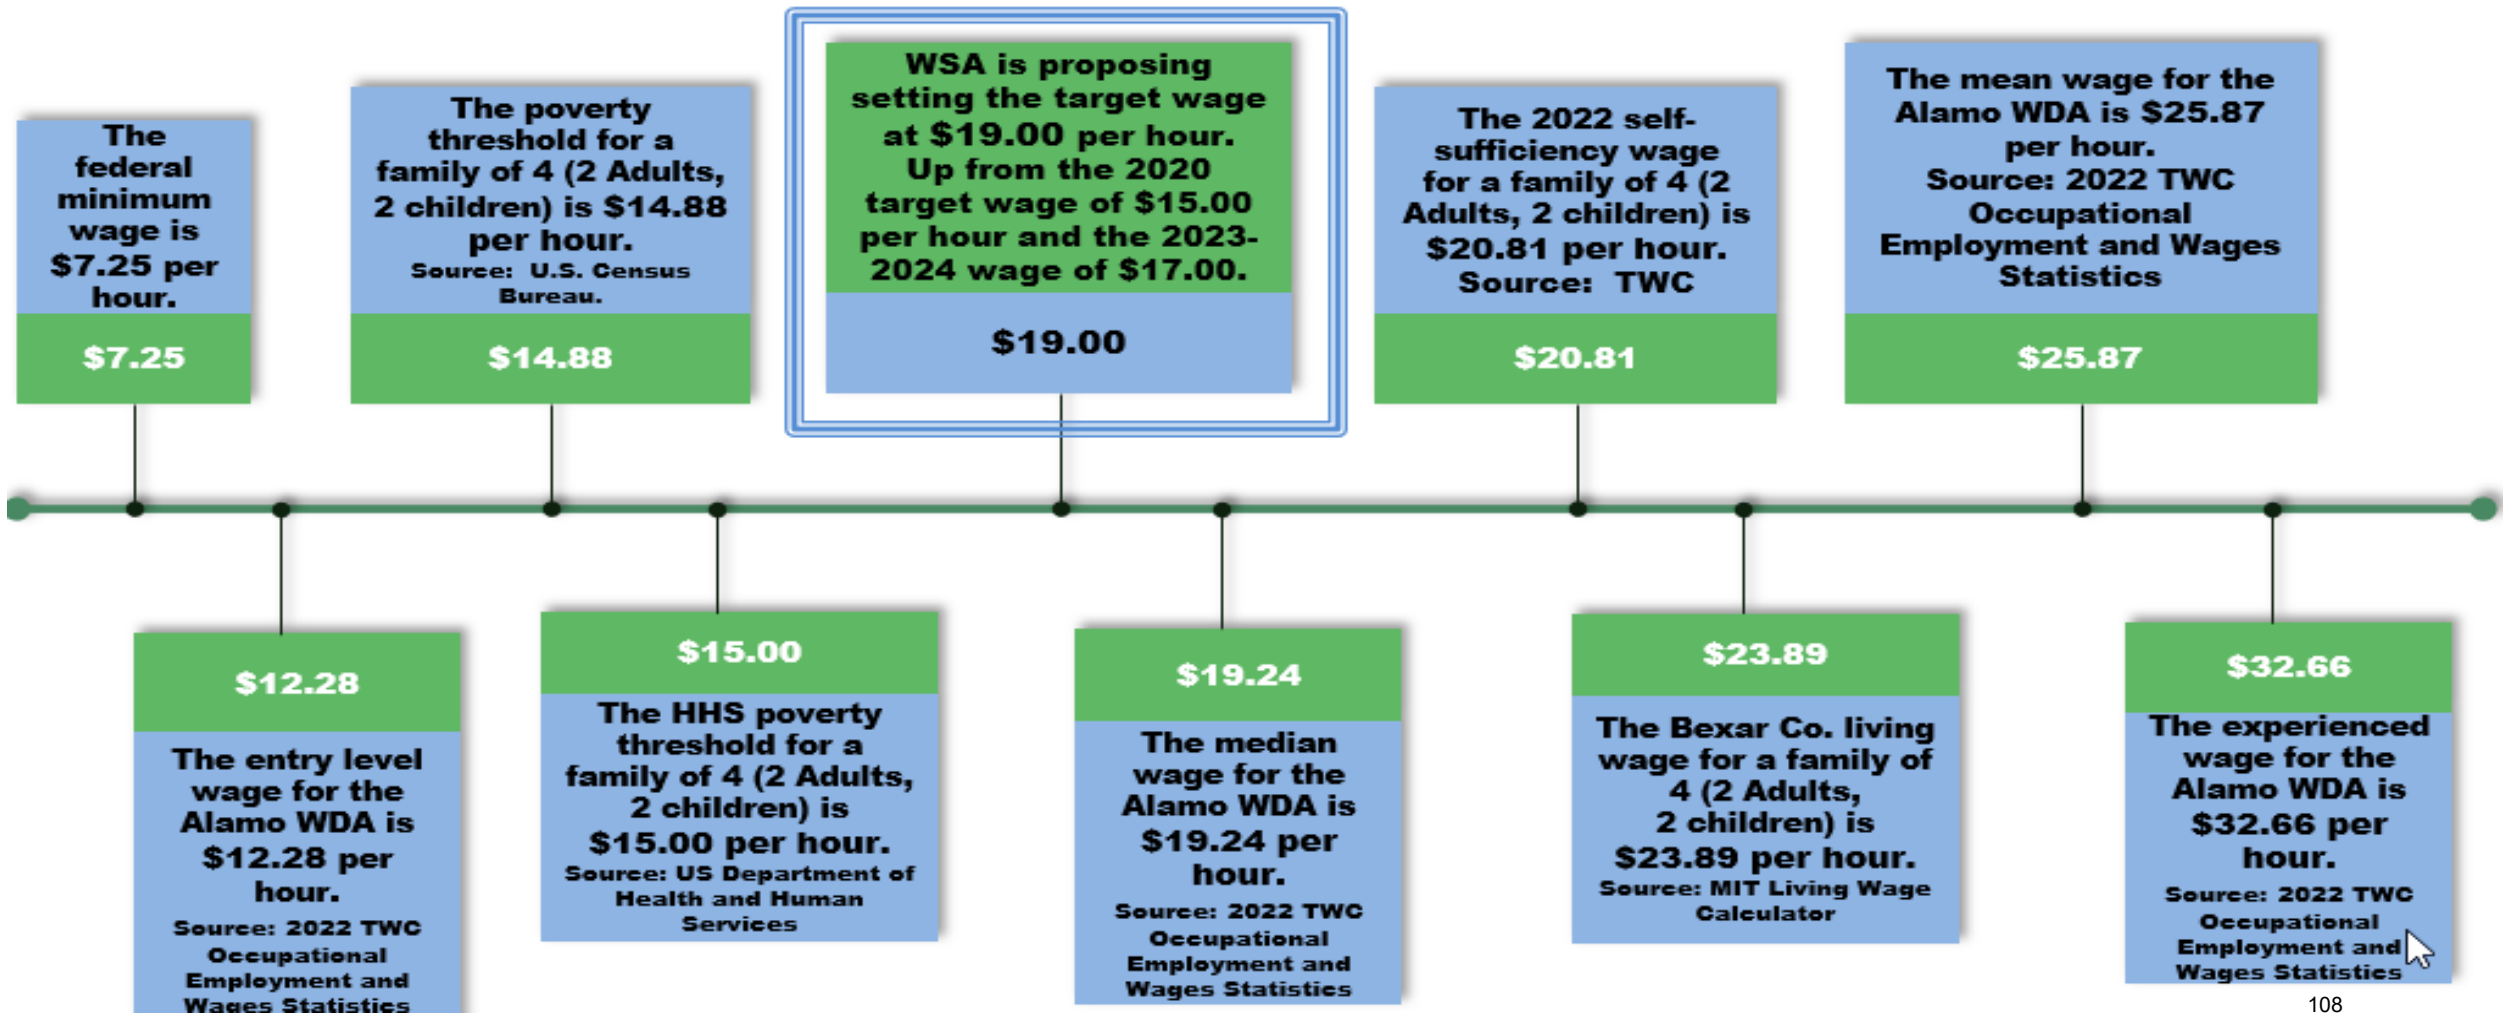 The
federal
minimum
wage is
$7.25 per
hour.
$7.25
The poverty
threshold for a
family of 4 (2 Adults,
2 children) is $14.88
per hour.
Source: U.S. Census
Bureau.
$14.88
WSA is proposing
setting the target wage
at $19.00 per hour.
Up from the 2020
target wage of $15.00
per hour and the 2023-
2024 wage of $17.00.
$19.00
The 2022 self-
sufficiency wage
for a family of 4 (2
Adults, 2 children) is
$20.81 per hour.
Source: TWC
$20.81
The mean wage for the
Alamo WDA is $25.87
per hour.
Source: 2022 TWC
Occupational
Employment and Wages
Statistics
$25.87
$12.28
The entry level
wage for the
Alamo WDA is
$12.28 per
hour.
Source: 2022 TWC
Occupational
Employment and
Wages Statistics
$15.00
The HHS poverty
threshold for a
family of 4 (2 Adults,
2 children) is
$15.00 per hour.
Source: US Department of
Health and Human
Services
$19.24
The median
wage for the
Alamo WDA is
$19.24 per
hour.
Source: 2022 TWC
Occupational
Employment and
Wages Statistics
$23.89
The Bexar Co. living
wage for a family of
4 (2 Adults,
2 children) is
$23.89 per hour.
Source: MIT Living Wage
Calculator
$32.66
The experienced
wage for the
Alamo WDA is
$32.66 per
hour.
Source: 2022 TWC
Occupational
Employment and
Wages Statistics
108